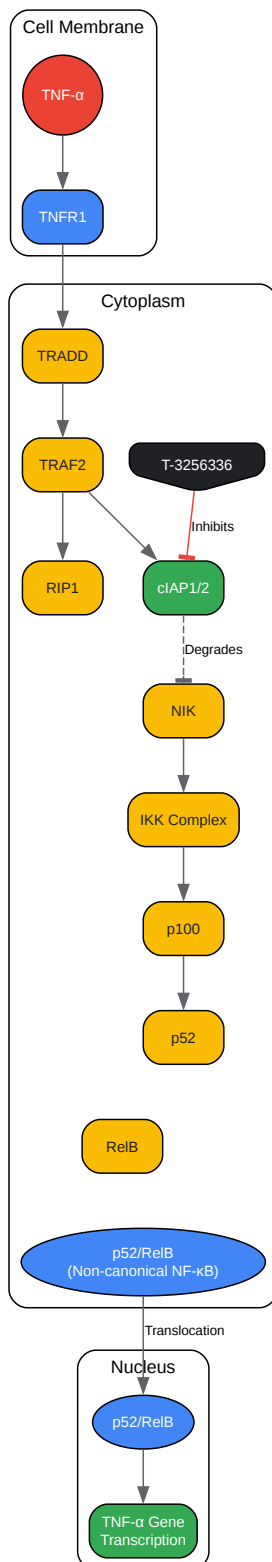 Cell Membrane
TNF-α
TNFR1
Cytoplasm
TRADD
TRAF2
T-3256336
Inhibits
RIP1
cIAP1/2
Degrades
NIK
IKK Complex
p100
p52
RelB
p52/RelB
(Non-canonical NF-κB)
Translocation
Nucleus
p52/RelB
TNF-α Gene
Transcription